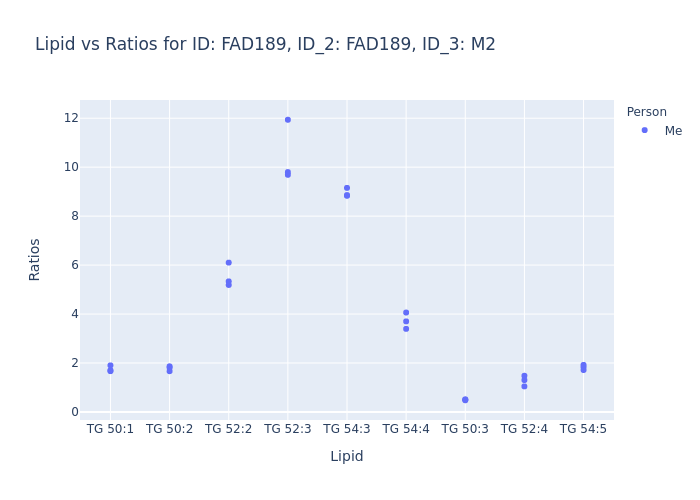 Lipid vs Ratios for ID: FAD189, ID_2: FAD189, ID_3: M2
Person
Me
12
10
8
6
4
2
0
Ratios
TG 50:1 TG 50:2 TG 52:2 TG 52:3 TG 54:3 TG 54:4 TG 50:3 TG 52:4 TG 54:5
Lipid